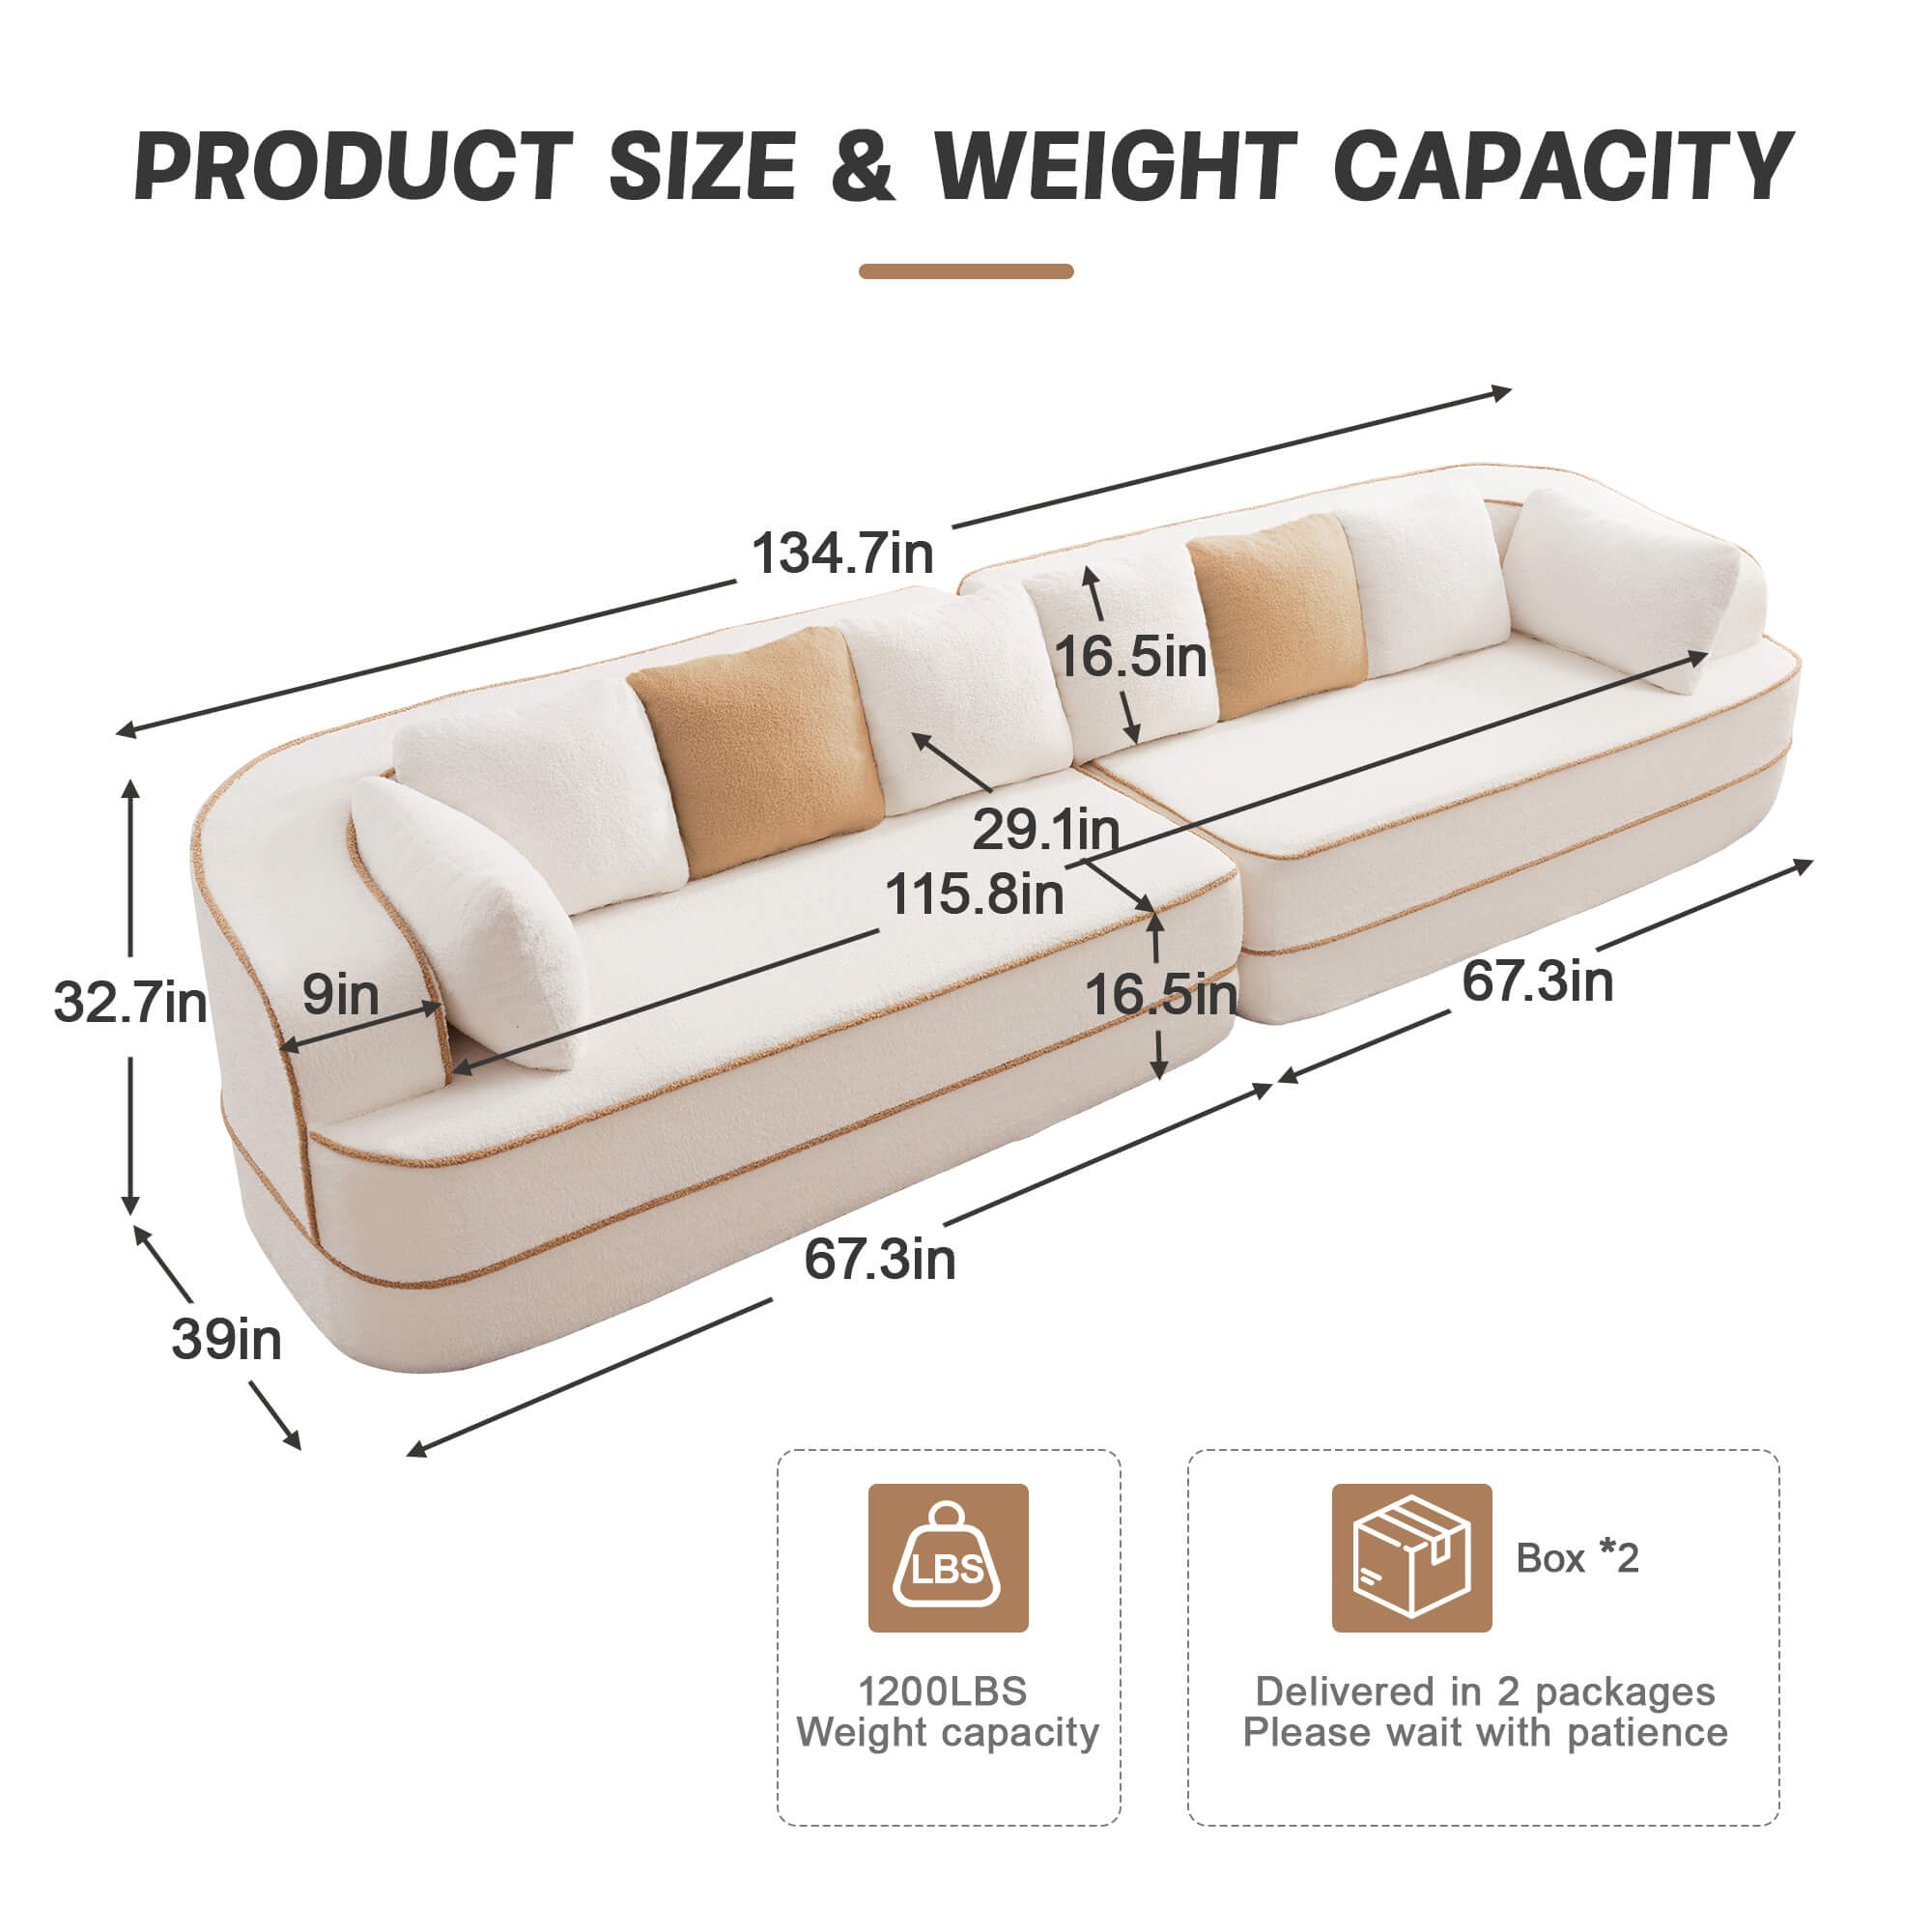 PRODUCT SIZE & WEIGHT CAPACITY
134.7in
16.5in
29.1in
115.8in
32.7in
9in
16.5in
67.3in
67.3in
39in
LBS
Box *2
1200LBS
Weight capacity
Delivered in 2 packages
Please wait with patience